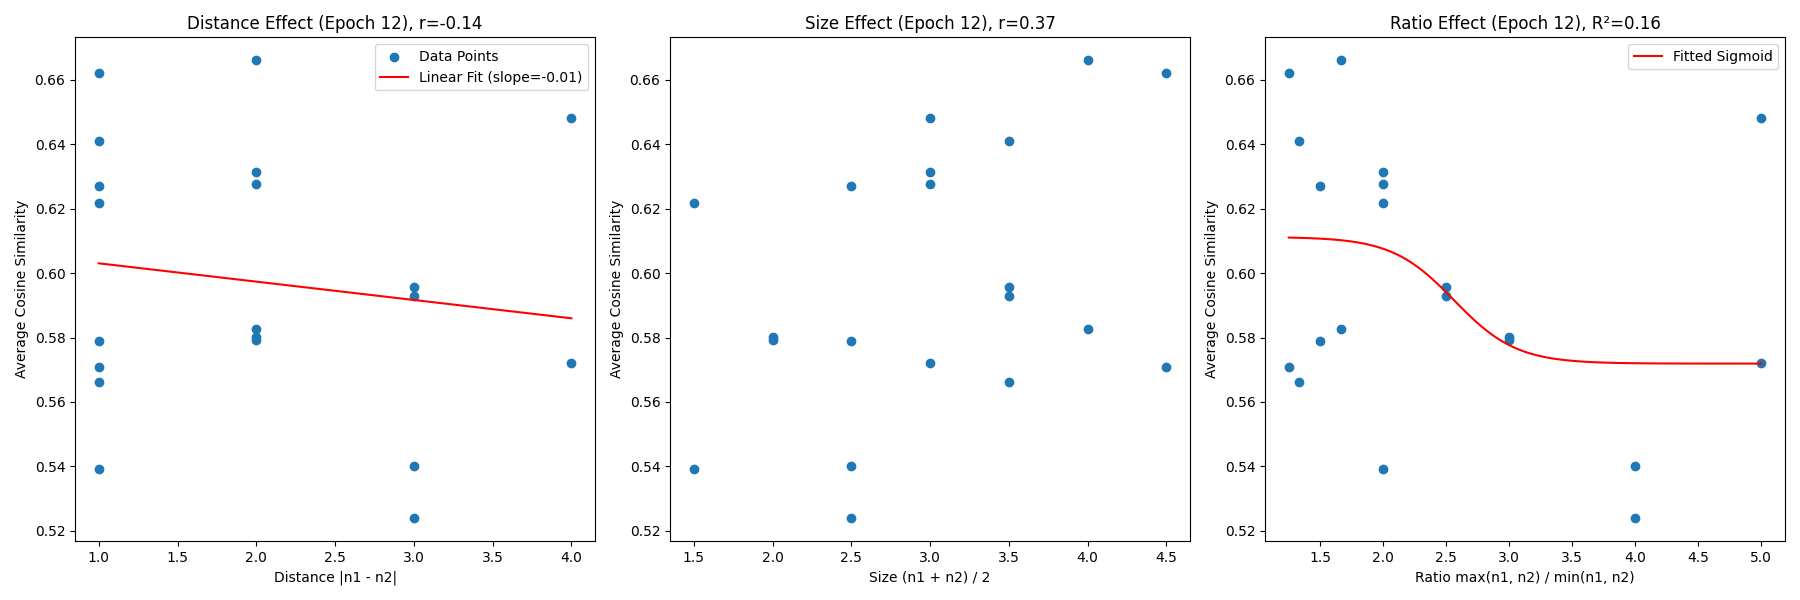 Distance Effect (Epoch 12), r=-0.14
Data Points
Linear Fit (slope=-0.01)
Average Cosine Similarity
0.66
0.64
0.62
0.60
0.58
0.56
0.54
0.52
1.0 1.5 2.0 2.5 3.0 3.5 4.0
Distance |n1 - n2|
Size Effect (Epoch 12), r=0.37
Average Cosine Similarity
0.66
0.64
0.62
0.60
0.58
0.56
0.54
0.52
1.5 2.0 2.5 3.0 3.5 4.0 4.5
Size (n1 + n2) / 2
Ratio Effect (Epoch 12), R²=0.16
Fitted Sigmoid
Average Cosine Similarity
0.66
0.64
0.62
0.60
0.58
0.56
0.54
0.52
1.5 2.0 2.5 3.0 3.5 4.0 4.5 5.0
Ratio max(n1, n2) / min(n1, n2)